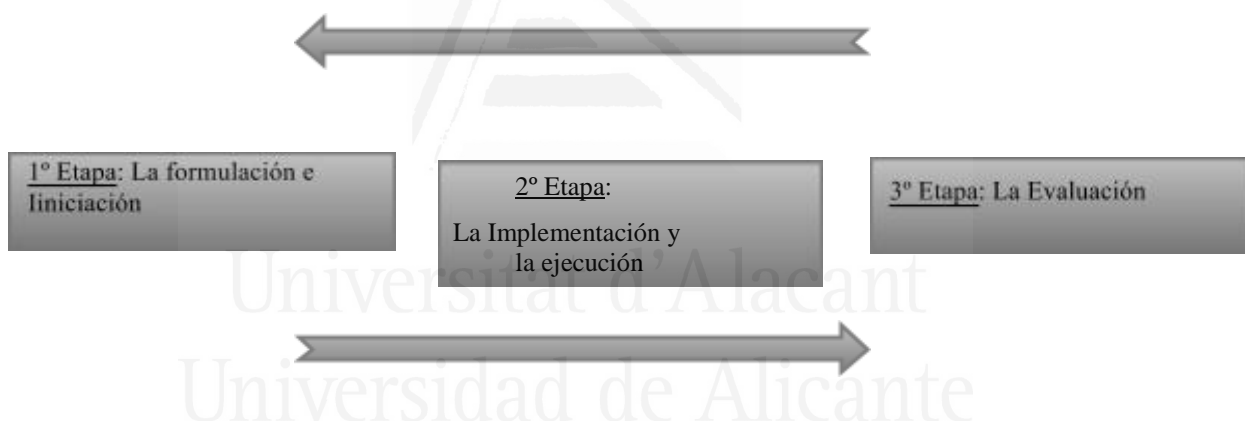 1º Etapa: La formulación e
Iiniciación
2º Etapa:
La Implementación y
la ejecución
3º Etapa: La Evaluación
Universitat d'Alacant
Universidad de Alicante